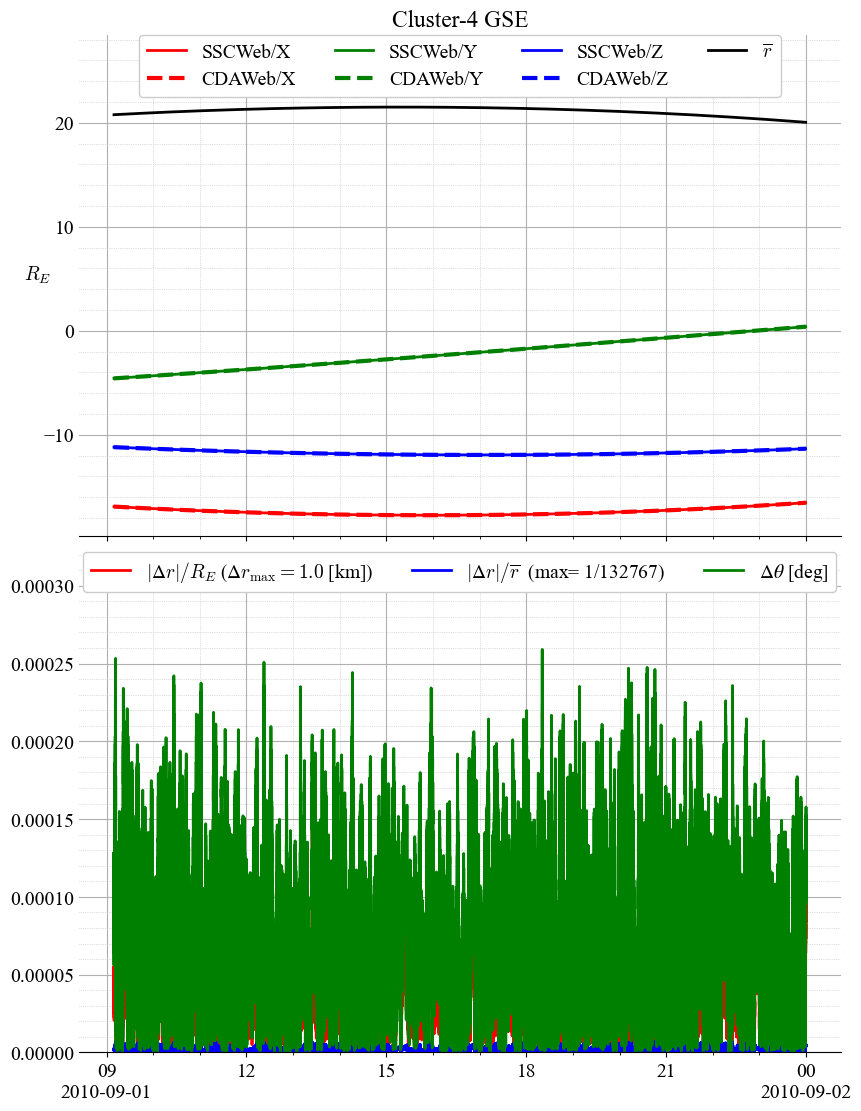 Cluster-4 GSE
SSCWeb/X SSCWeb/Y SSCWeb/Z r̅
CDAWeb/X CDAWeb/Y CDAWeb/Z
20
10
R_E
0
−10
|Δr|/R_E (Δr_max = 1.0 [km]) |Δr|/r̅ (max= 1/132767) Δθ [deg]
0.00030
0.00025
0.00020
0.00015
0.00010
0.00005
0.00000
09 12 15 18 21 00
2010-09-01 2010-09-02